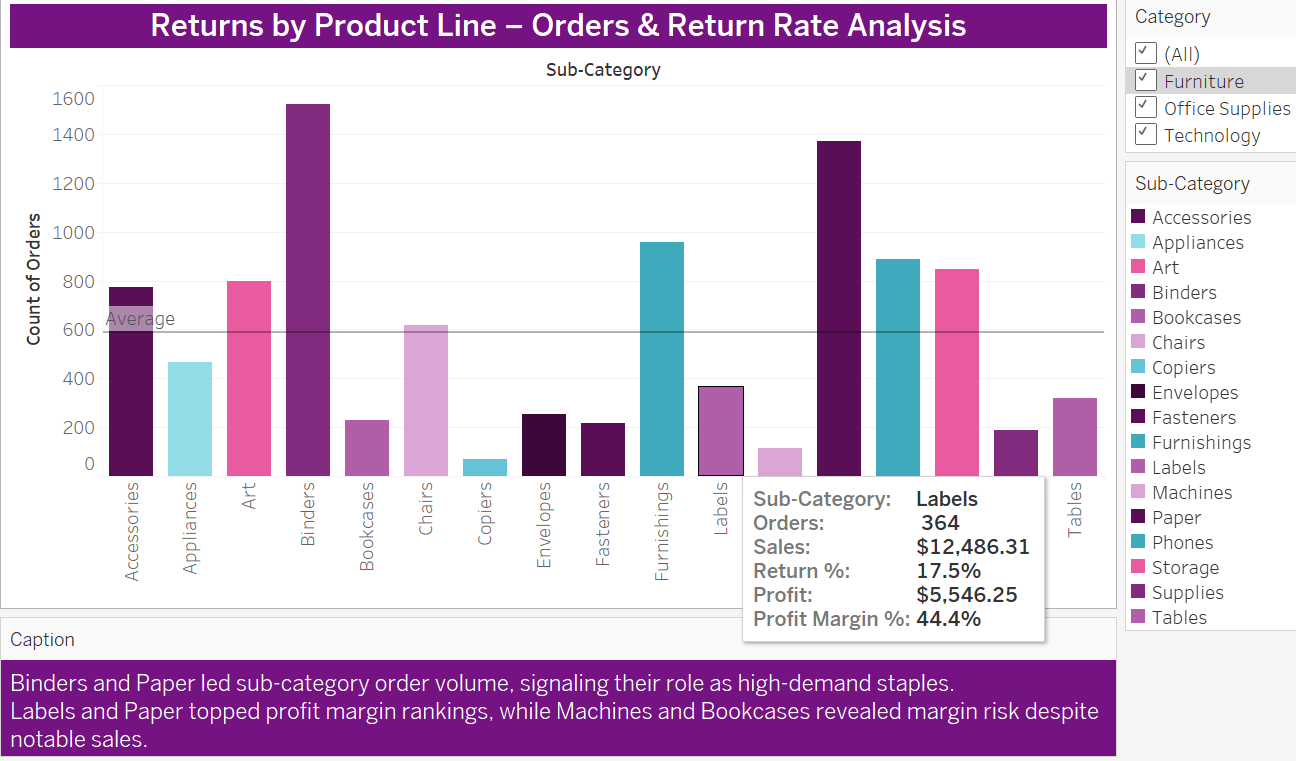 Returns by Product Line – Orders & Return Rate Analysis
Sub-Category
Count of Orders
1600
1400
1200
1000
800
600
400
200
0
Average
Accessories
Appliances
Art
Binders
Bookcases
Chairs
Copiers
Envelopes
Fasteners
Furnishings
Labels
Tables
Sub-Category: Labels
Orders: 364
Sales: $12,486.31
Return %: 17.5%
Profit: $5,546.25
Profit Margin %: 44.4%
Category
(All)
Furniture
Office Supplies
Technology
Sub-Category
Accessories
Appliances
Art
Binders
Bookcases
Chairs
Copiers
Envelopes
Fasteners
Furnishings
Labels
Machines
Paper
Phones
Storage
Supplies
Tables
Caption
Binders and Paper led sub-category order volume, signaling their role as high-demand staples.
Labels and Paper topped profit margin rankings, while Machines and Bookcases revealed margin risk despite
notable sales.